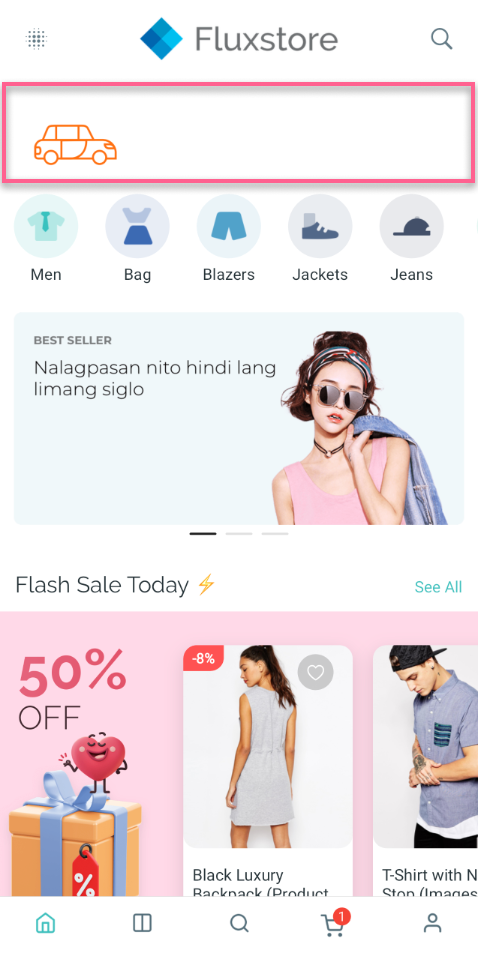 Fluxstore
Men
Bag
Blazers
Jackets
Jeans
BEST SELLER
Nalagpasan nito hindi lang
limang siglo
Flash Sale Today ⚡
See All
50%
OFF
-8%
%
Black Luxury
Backpack (Product
T-Shirt with N
Stop (Images
1